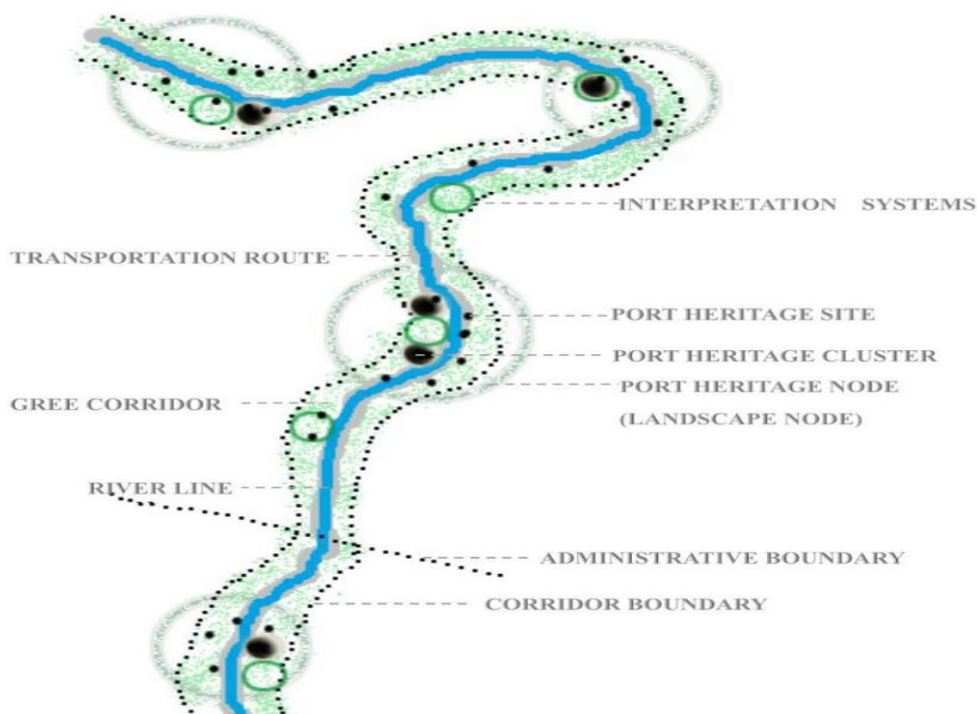 INTERPRETATION SYSTEMS
TRANSPORTATION ROUTE
PORT HERITAGE SITE
PORT HERITAGE CLUSTER
PORT HERITAGE NODE
(LANDSCAPE NODE)
GREE CORRIDOR
RIVER LINE
ADMINISTRATIVE BOUNDARY
CORRIDOR BOUNDARY